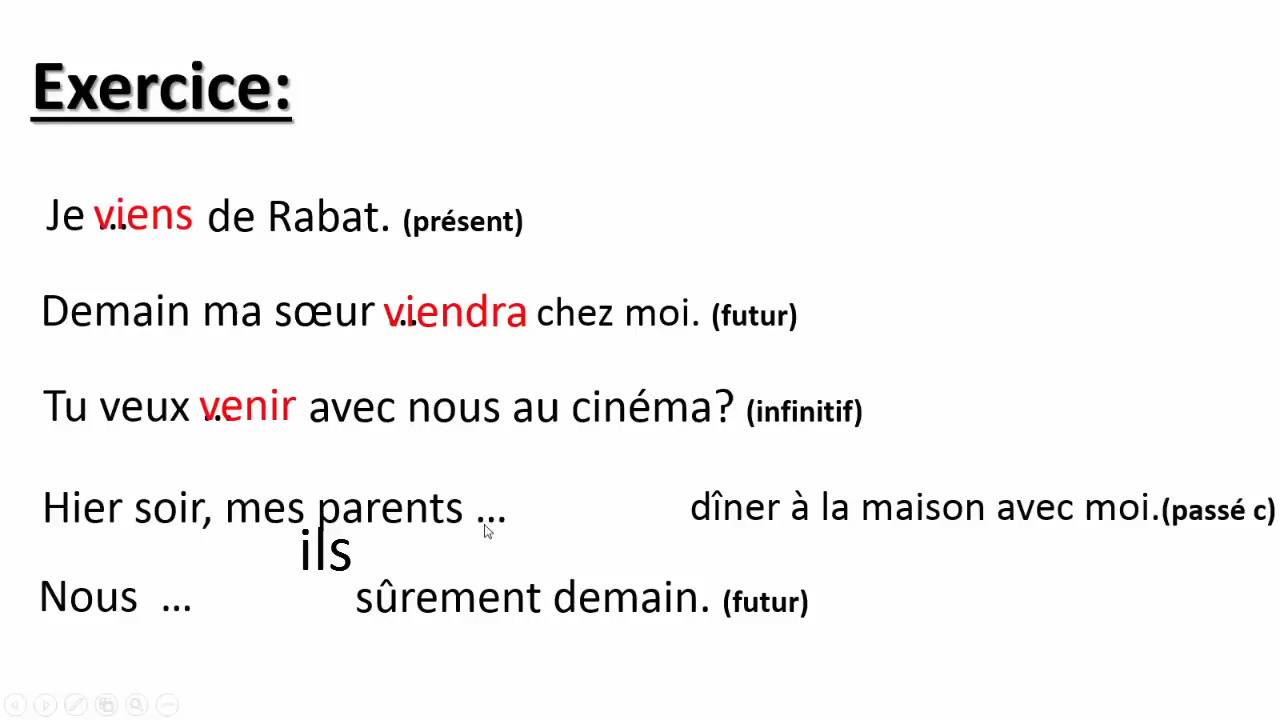 Exercice:
Je ... viens de Rabat. (présent)
Demain ma sœur ... viendra chez moi. (futur)
Tu veux ... venir avec nous au cinéma? (infinitif)
Hier soir, mes parents ... dîner à la maison avec moi.(passé c)
ils
Nous ... sûrement demain. (futur)